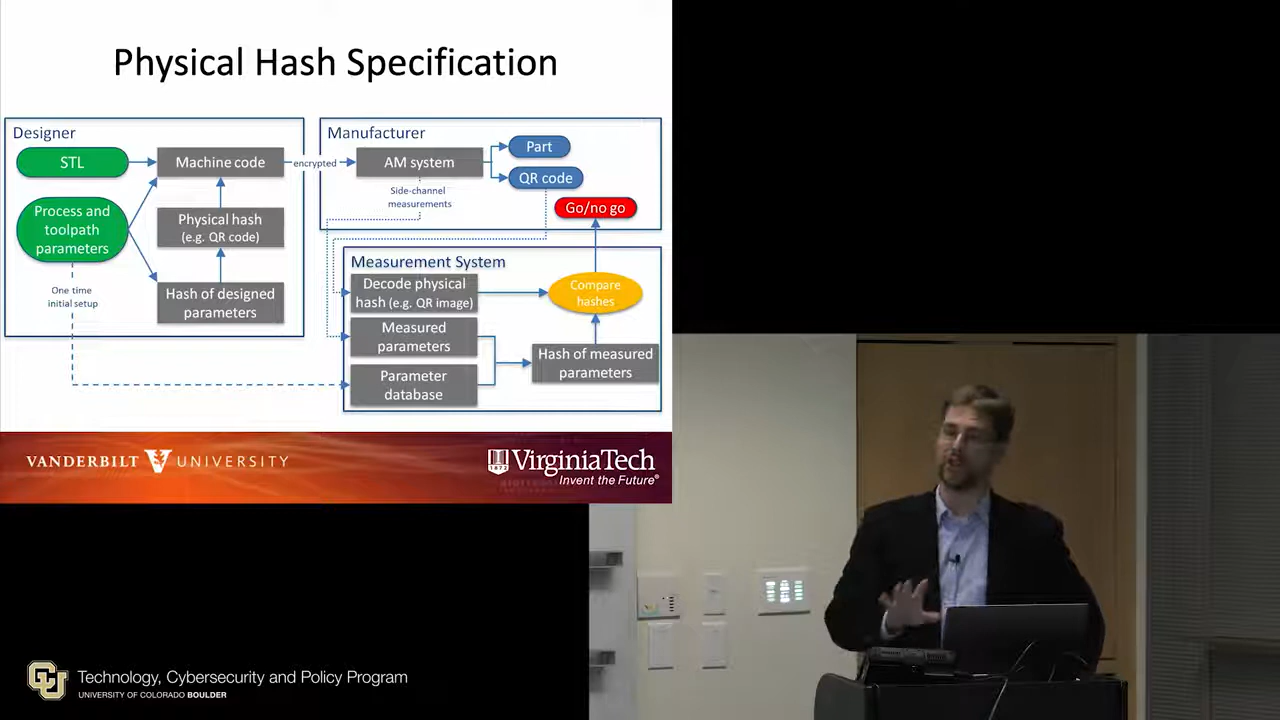 Physical Hash Specification
Designer
STL
Machine code
encrypted
Process and
toolpath
parameters
Physical hash
(e.g. QR code)
One time
initial setup
Hash of designed
parameters
Manufacturer
AM system
Part
QR code
Side-channel
measurements
Go/no go
Measurement System
Decode physical
hash (e.g. QR image)
Compare
hashes
Measured
parameters
Hash of measured
parameters
Parameter
database
VANDERBILT V UNIVERSITY
1872
VirginiaTech
Invent the Future®
CU
Technology, Cybersecurity and Policy Program
UNIVERSITY OF COLORADO BOULDER